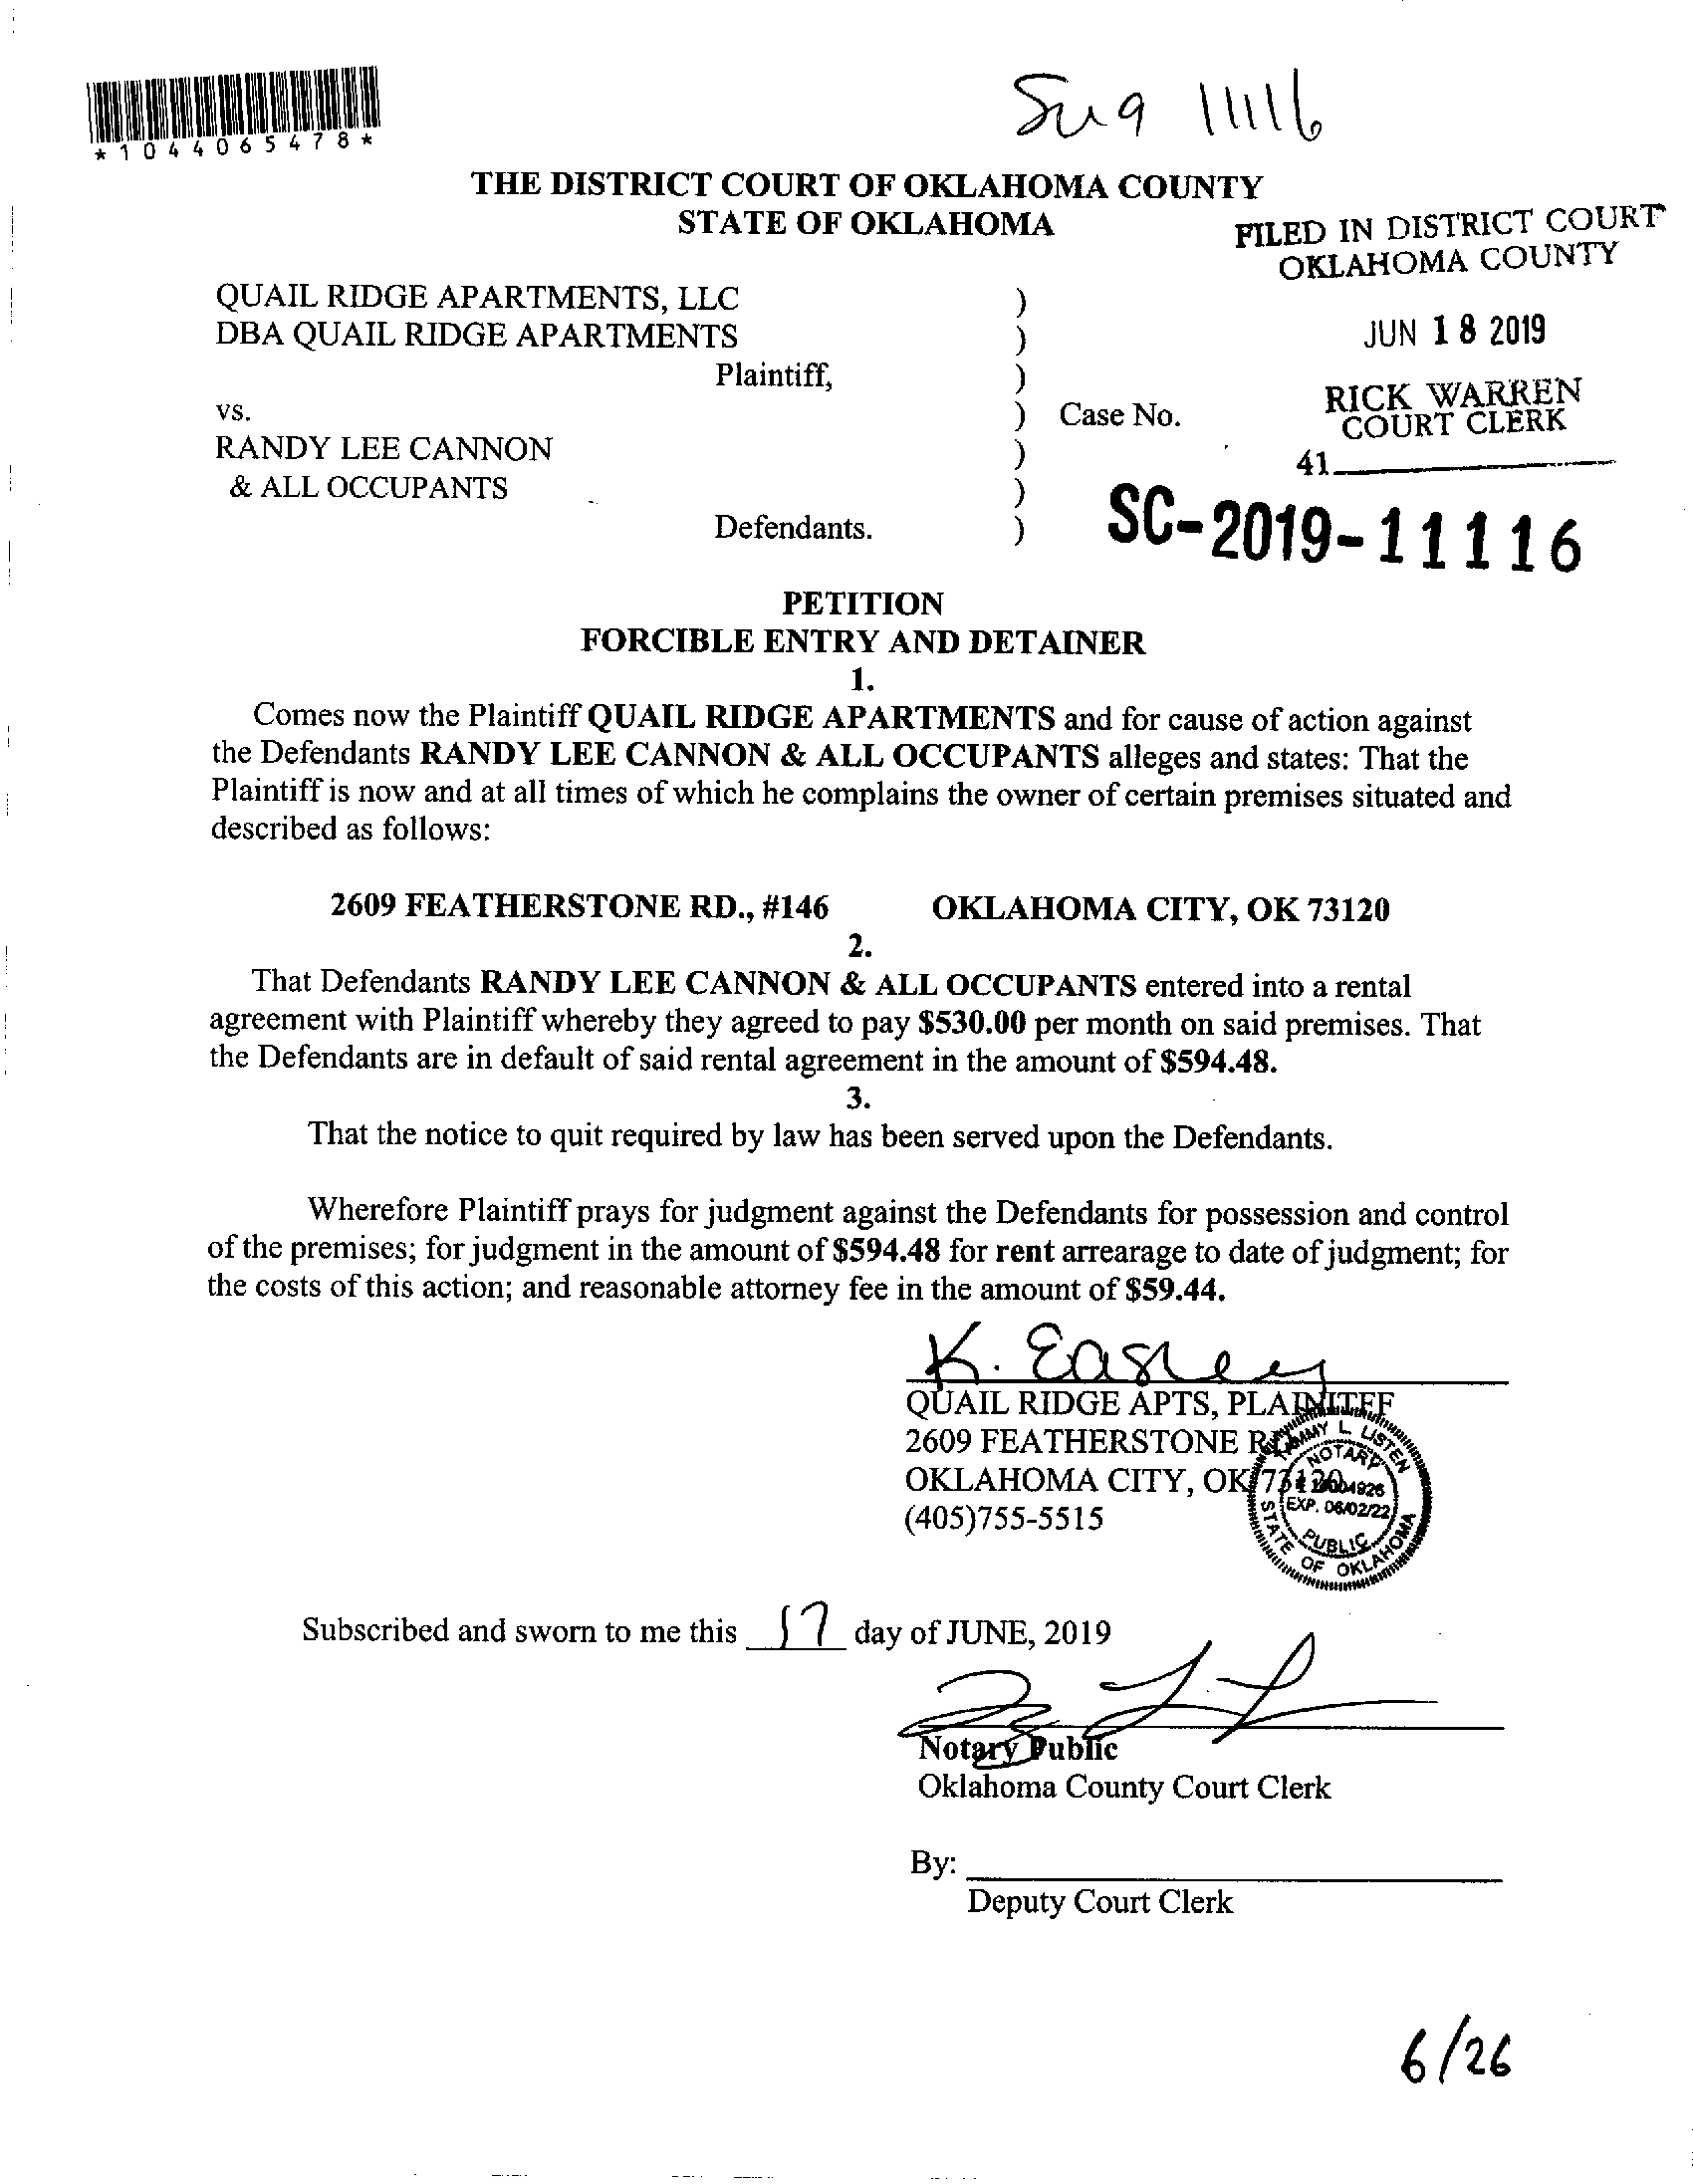 Su 9 11116
*1044065478*
THE DISTRICT COURT OF OKLAHOMA COUNTY
STATE OF OKLAHOMA
FILED IN DISTRICT COURT
OKLAHOMA COUNTY
QUAIL RIDGE APARTMENTS, LLC )
DBA QUAIL RIDGE APARTMENTS )
JUN 18 2019
Plaintiff, )
RICK WARREN
vs. ) Case No.
COURT CLERK
RANDY LEE CANNON )
41
& ALL OCCUPANTS )
Defendants. )
SC-2019-11116
PETITION
FORCIBLE ENTRY AND DETAINER
1.
Comes now the Plaintiff QUAIL RIDGE APARTMENTS and for cause of action against
the Defendants RANDY LEE CANNON & ALL OCCUPANTS alleges and states: That the
Plaintiff is now and at all times of which he complains the owner of certain premises situated and
described as follows:
2609 FEATHERSTONE RD., #146 OKLAHOMA CITY, OK 73120
2.
That Defendants RANDY LEE CANNON & ALL OCCUPANTS entered into a rental
agreement with Plaintiff whereby they agreed to pay $530.00 per month on said premises. That
the Defendants are in default of said rental agreement in the amount of $594.48.
3.
That the notice to quit required by law has been served upon the Defendants.
Wherefore Plaintiff prays for judgment against the Defendants for possession and control
of the premises; for judgment in the amount of $594.48 for rent arrearage to date of judgment; for
the costs of this action; and reasonable attorney fee in the amount of $59.44.
K. Easley
QUAIL RIDGE APTS, PLAINITFF
2609 FEATHERSTONE
OKLAHOMA CITY, OK 73120
(405)755-5515
L LISTEN
NOTARY
EXP. 06/02/22
PUBLIC
STATE OF OKLAHOMA
Subscribed and sworn to me this 17 day of JUNE, 2019
Notary Public
Oklahoma County Court Clerk
By:
Deputy Court Clerk
6/26